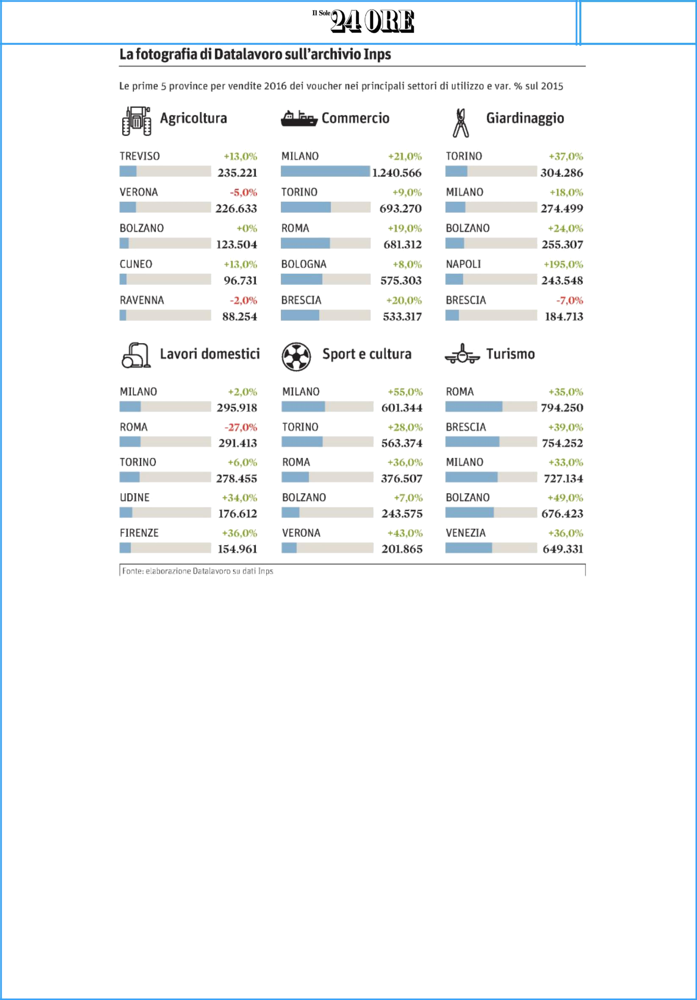 Il Sole 24 ORE
La fotografia di Datalavoro sull'archivio Inps
Le prime 5 province per vendite 2016 dei voucher nei principali settori di utilizzo e var. % sul 2015
Agricoltura
TREVISO +13,0%
235.221
VERONA -5,0%
226.633
BOLZANO +0%
123.504
CUNEO +13,0%
96.731
RAVENNA -2,0%
88.254
Commercio
MILANO +21,0%
1.240.566
TORINO +9,0%
693.270
ROMA +19,0%
681.312
BOLOGNA +8,0%
575.303
BRESCIA +20,0%
533.317
Giardinaggio
TORINO +37,0%
304.286
MILANO +18,0%
274.499
BOLZANO +24,0%
255.307
NAPOLI +195,0%
243.548
BRESCIA -7,0%
184.713
Lavori domestici
MILANO +2,0%
295.918
ROMA -27,0%
291.413
TORINO +6,0%
278.455
UDINE +34,0%
176.612
FIRENZE +36,0%
154.961
Sport e cultura
MILANO +55,0%
601.344
TORINO +28,0%
563.374
ROMA +36,0%
376.507
BOLZANO +7,0%
243.575
VERONA +43,0%
201.865
Turismo
ROMA +35,0%
794.250
BRESCIA +39,0%
754.252
MILANO +33,0%
727.134
BOLZANO +49,0%
676.423
VENEZIA +36,0%
649.331
Fonte: elaborazione Datalavoro su dati Inps